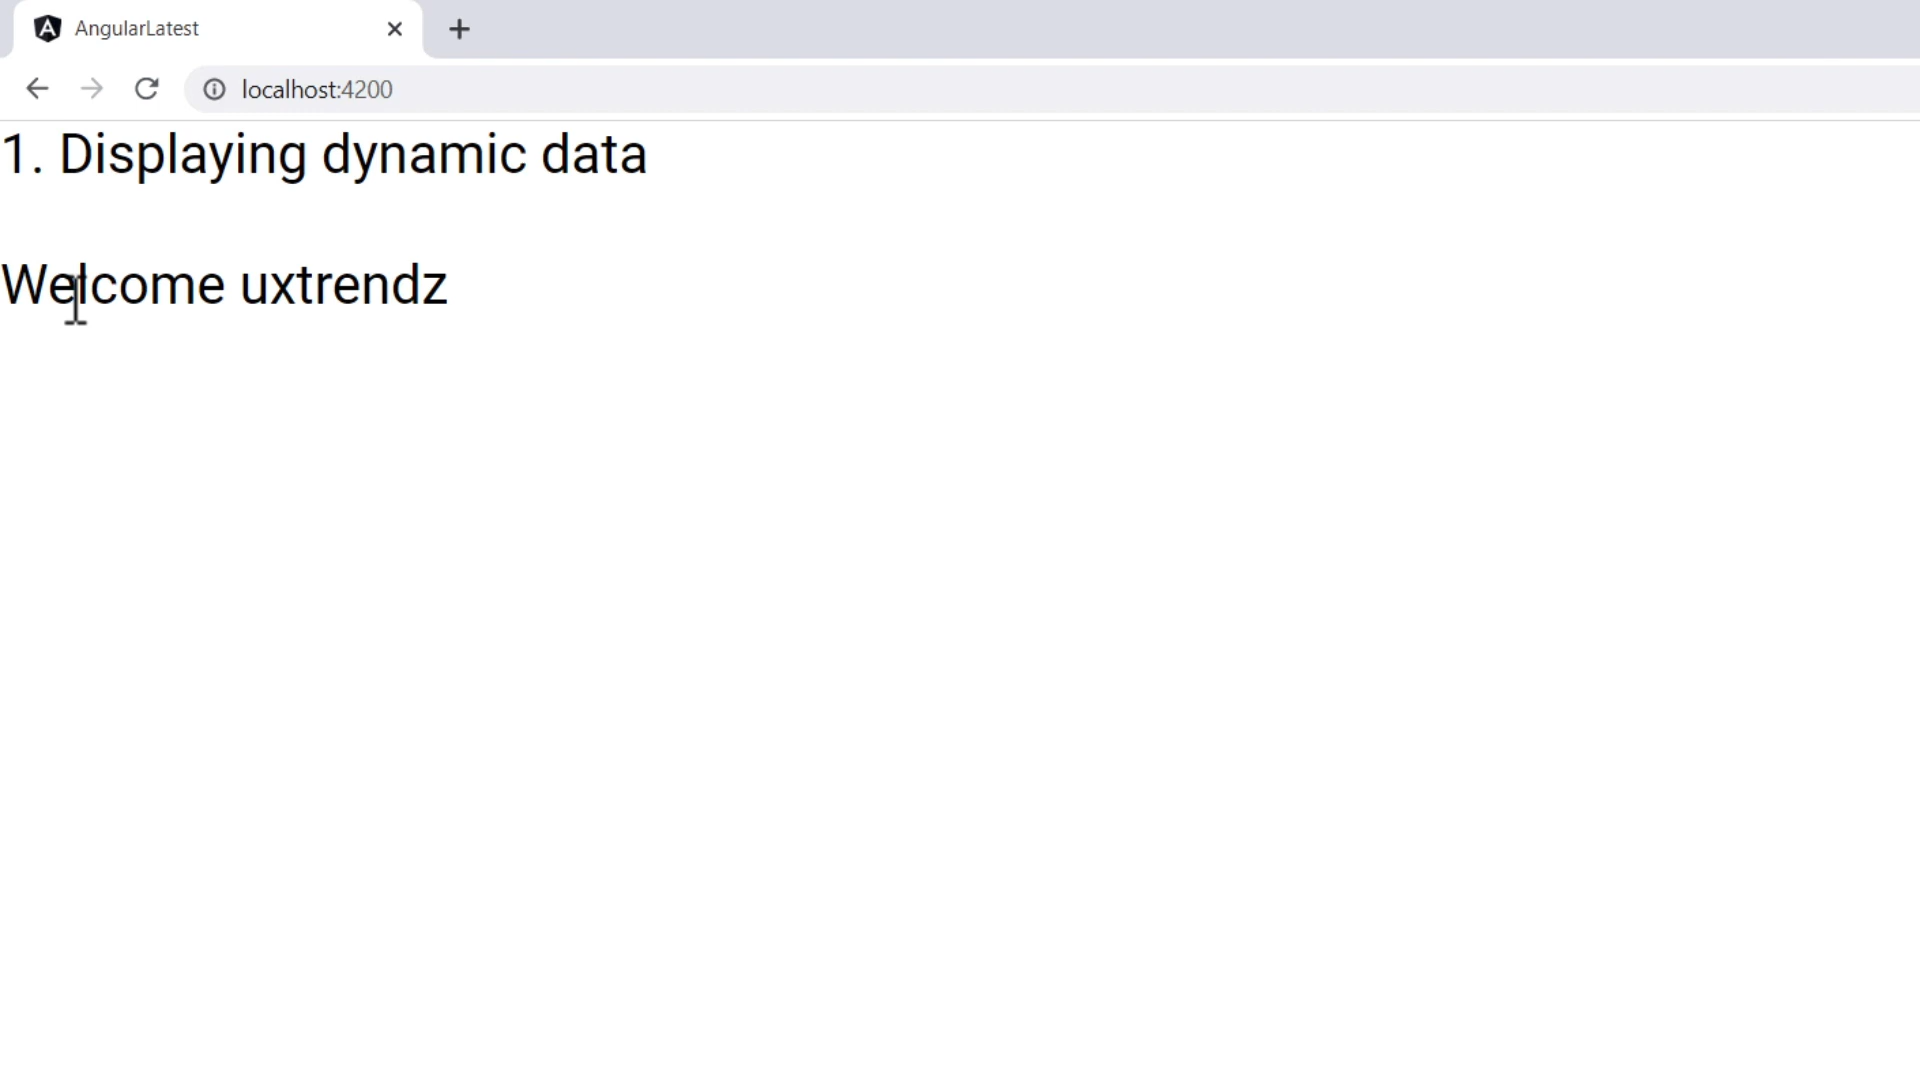 AngularLatest
localhost:4200
1. Displaying dynamic data
Welcome uxtrendz